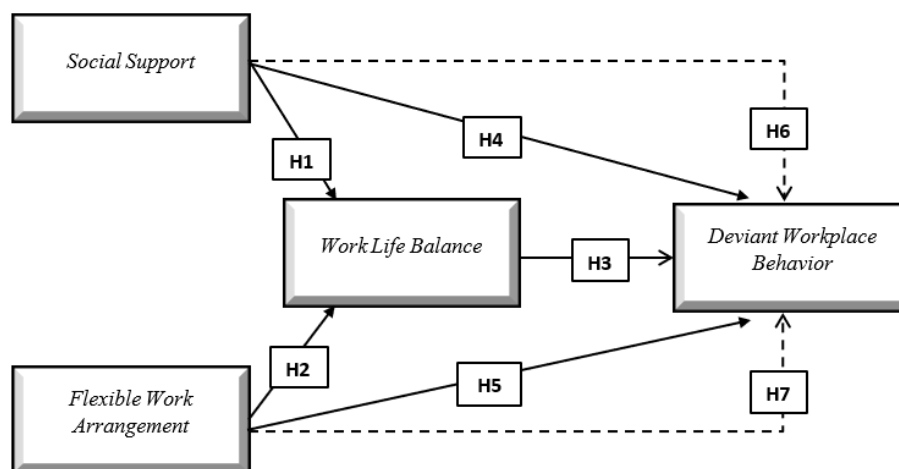 Social Support
H6
H4
H1
Work Life Balance
H3
Deviant Workplace
Behavior
H2
H5
H7
Flexible Work
Arrangement